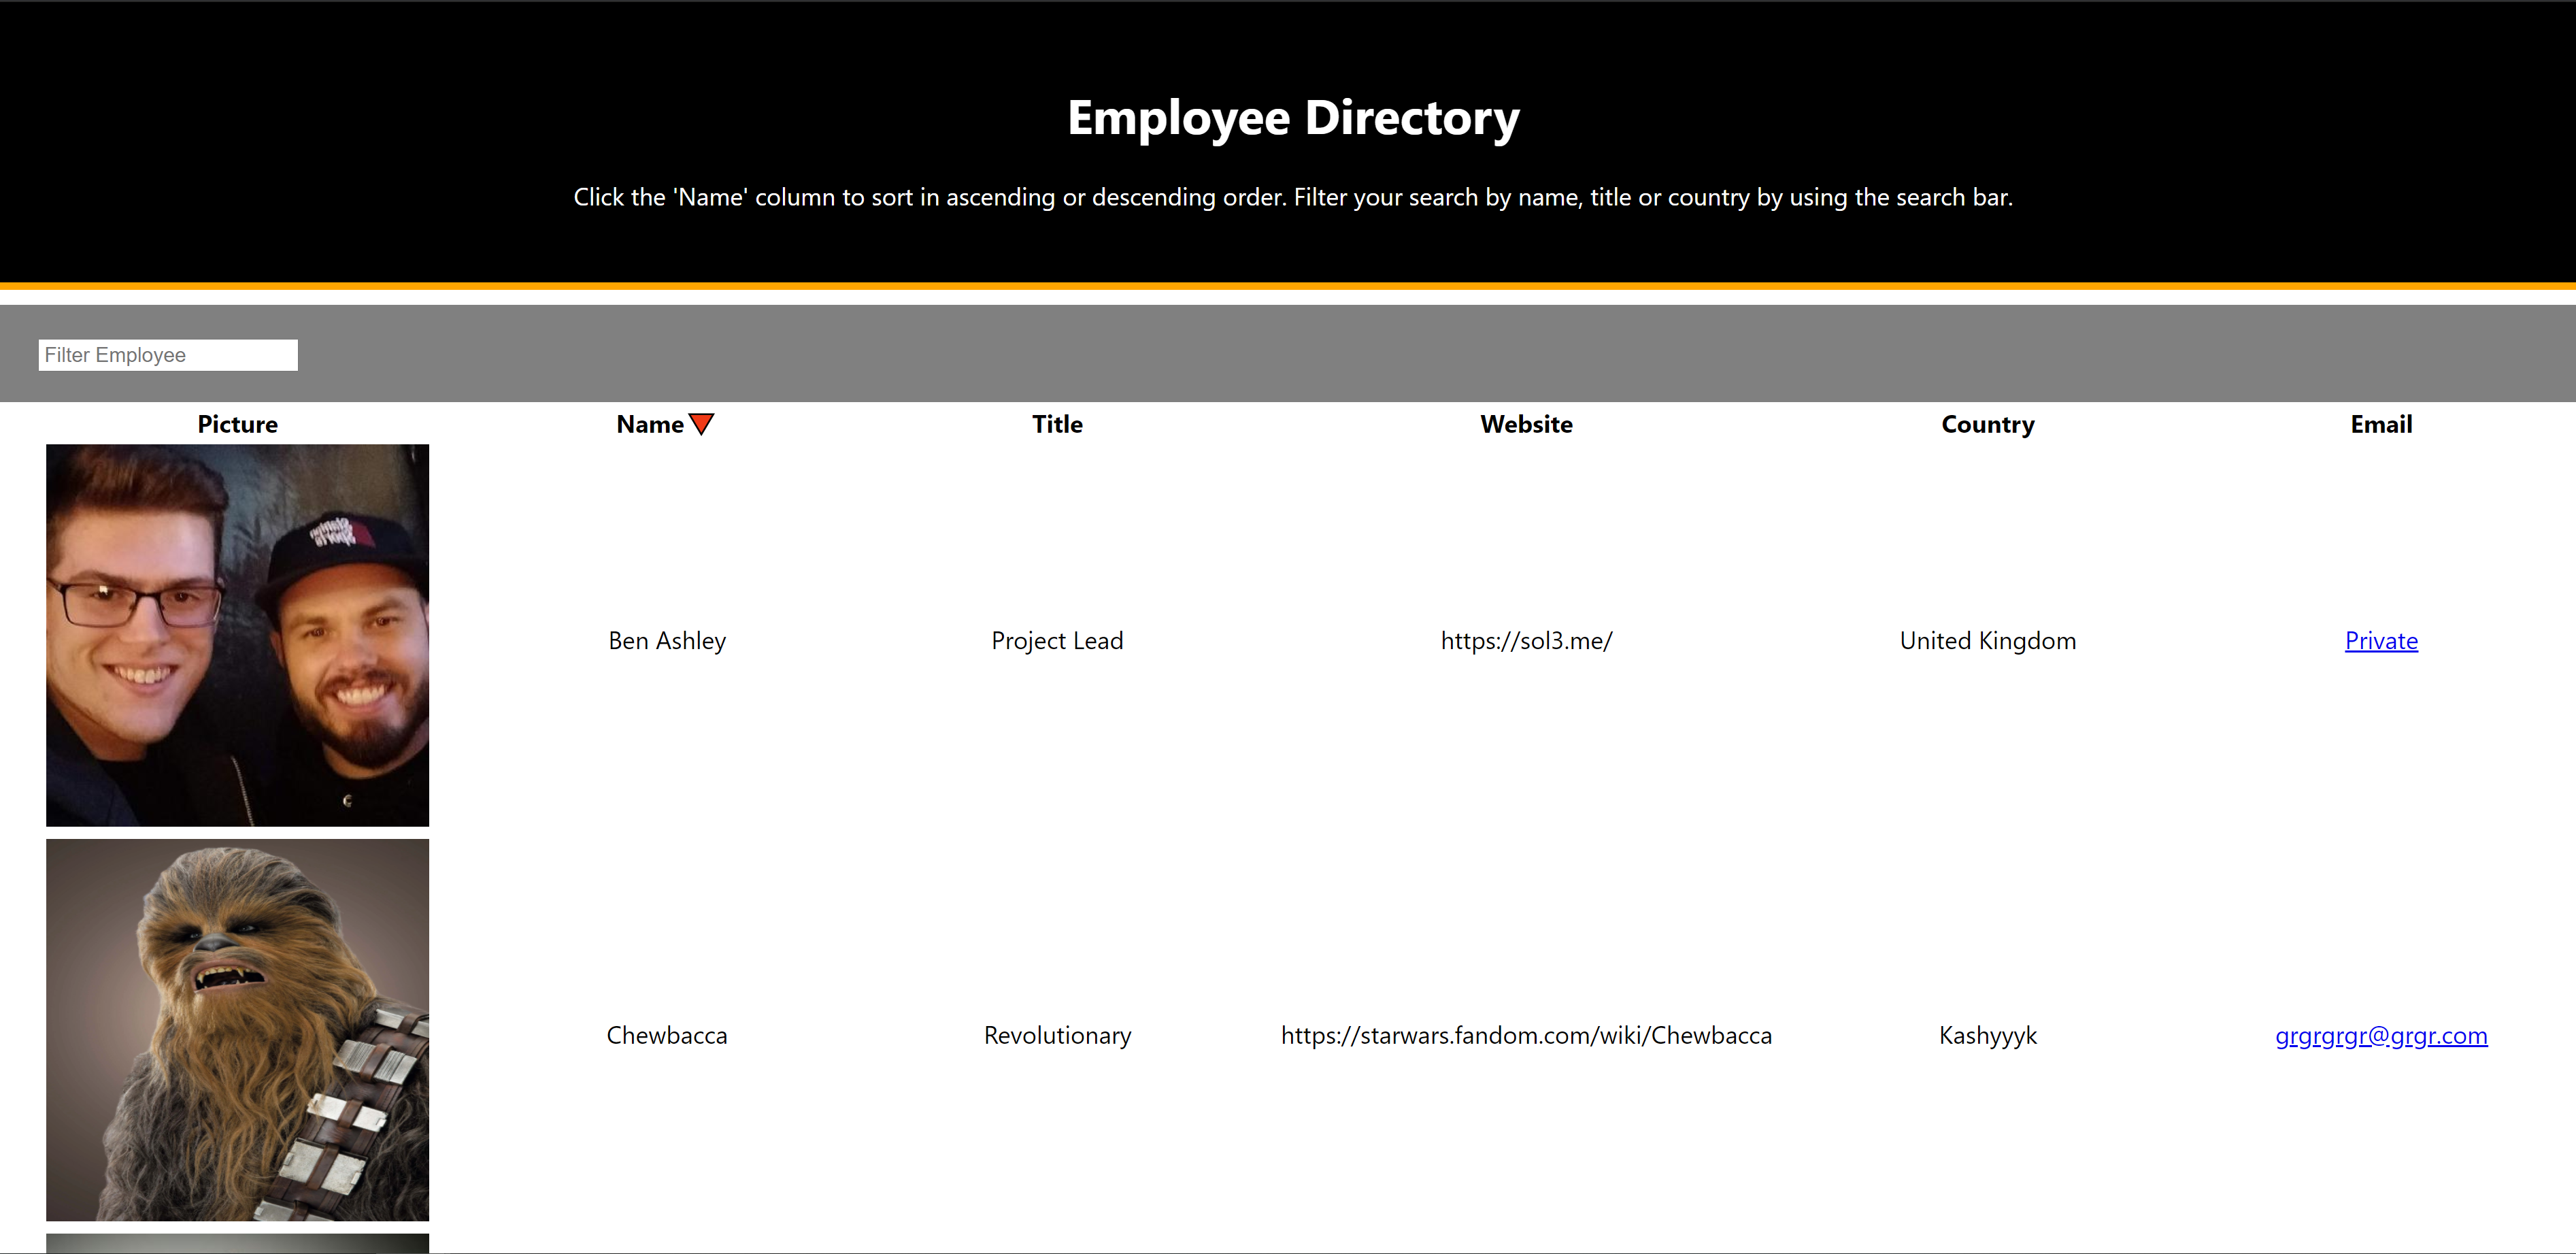 Employee Directory
Click the 'Name' column to sort in ascending or descending order. Filter your search by name, title or country by using the search bar.
Filter Employee
Picture Name Title Website Country Email
Ben Ashley Project Lead https://sol3.me/ United Kingdom Private
Chewbacca Revolutionary https://starwars.fandom.com/wiki/Chewbacca Kashyyyk grgrgrgr@grgr.com